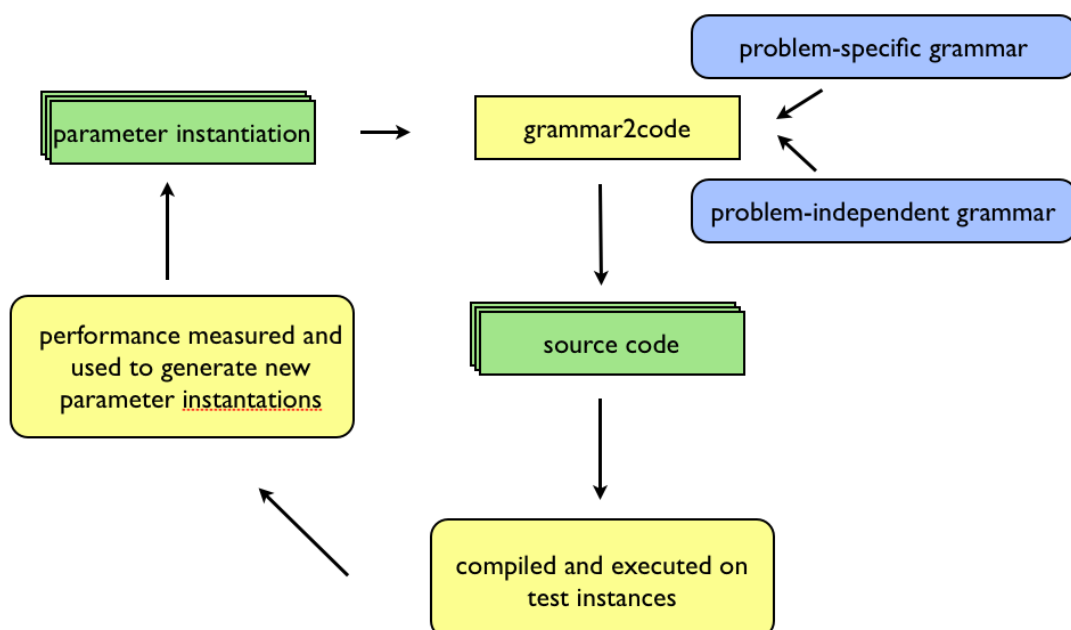 problem-specific grammar
parameter instantiation
grammar2code
problem-independent grammar
performance measured and
used to generate new
parameter instantations
source code
compiled and executed on
test instances